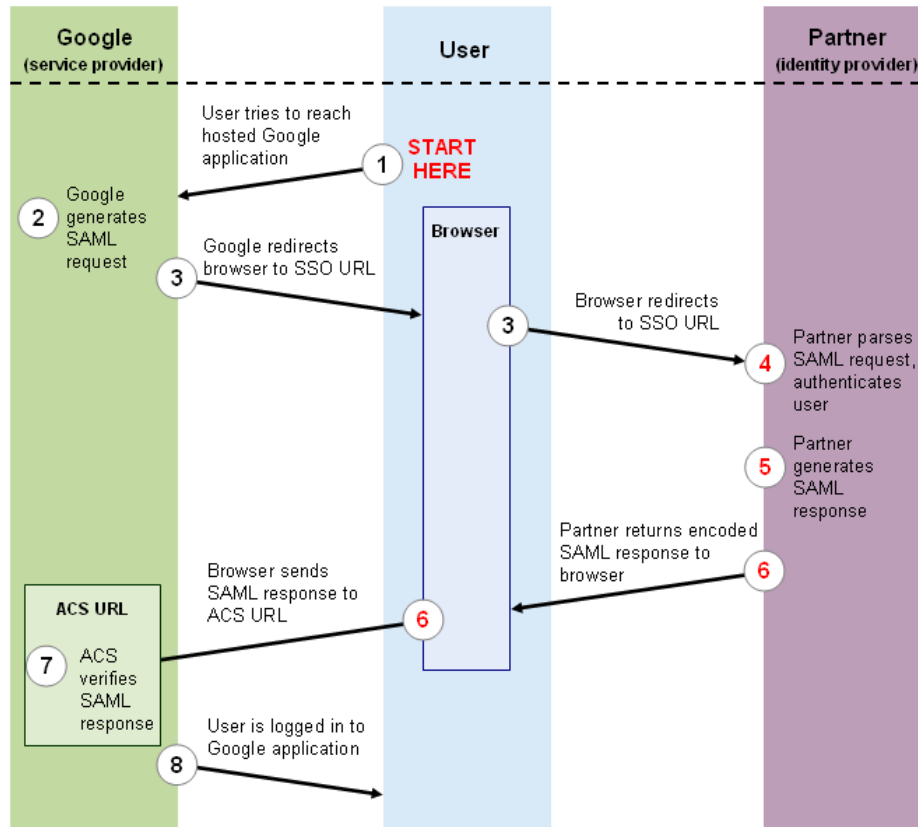 Google
(service provider)
User
Partner
(identity provider)
User tries to reach
hosted Google
application
1
START
HERE
2
Google
generates
SAML
request
3
Google redirects
browser to SSO URL
Browser
3
Browser redirects
to SSO URL
4
Partner parses
SAML request,
authenticates
user
5
Partner
generates
SAML
response
Partner returns encoded
SAML response to
browser
6
Browser sends
SAML response to
ACS URL
6
ACS URL
7
ACS
verifies
SAML
response
User is logged in to
Google application
8